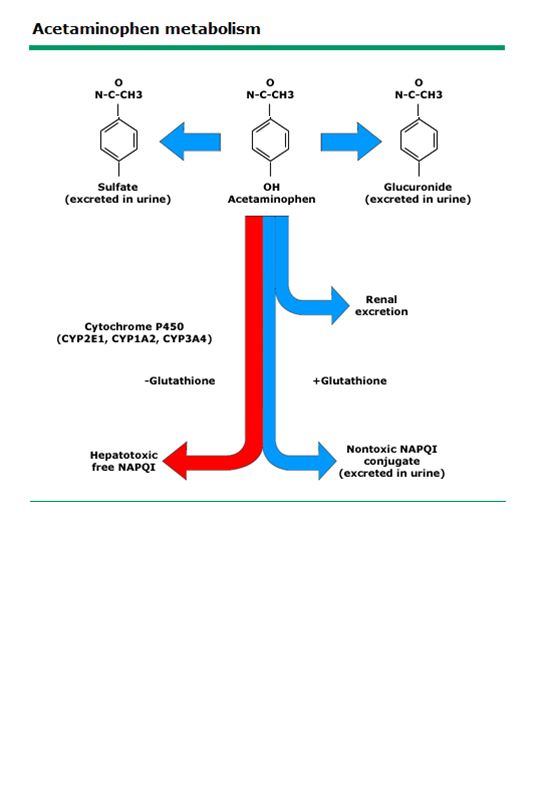 Acetaminophen metabolism
O
N-C-CH3
O
N-C-CH3
O
N-C-CH3
Sulfate
(excreted in urine)
OH
Acetaminophen
Glucuronide
(excreted in urine)
Renal
excretion
Cytochrome P450
(CYP2E1, CYP1A2, CYP3A4)
-Glutathione
+Glutathione
Hepatotoxic
free NAPQI
Nontoxic NAPQI
conjugate
(excreted in urine)